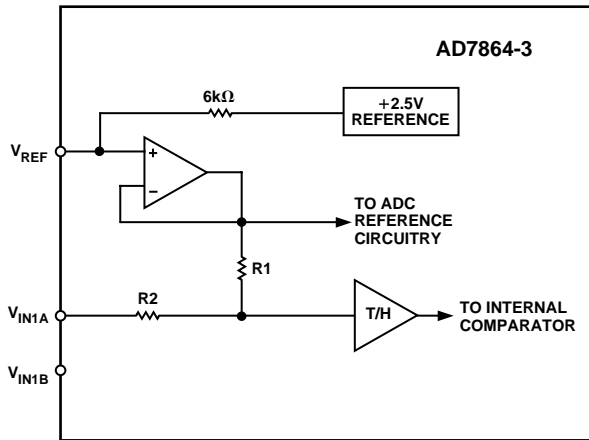 AD7864-3
6kΩ
+2.5V
REFERENCE
VREF
+
−
TO ADC
REFERENCE
CIRCUITRY
R1
VIN1A
R2
T/H
TO INTERNAL
COMPARATOR
VIN1B